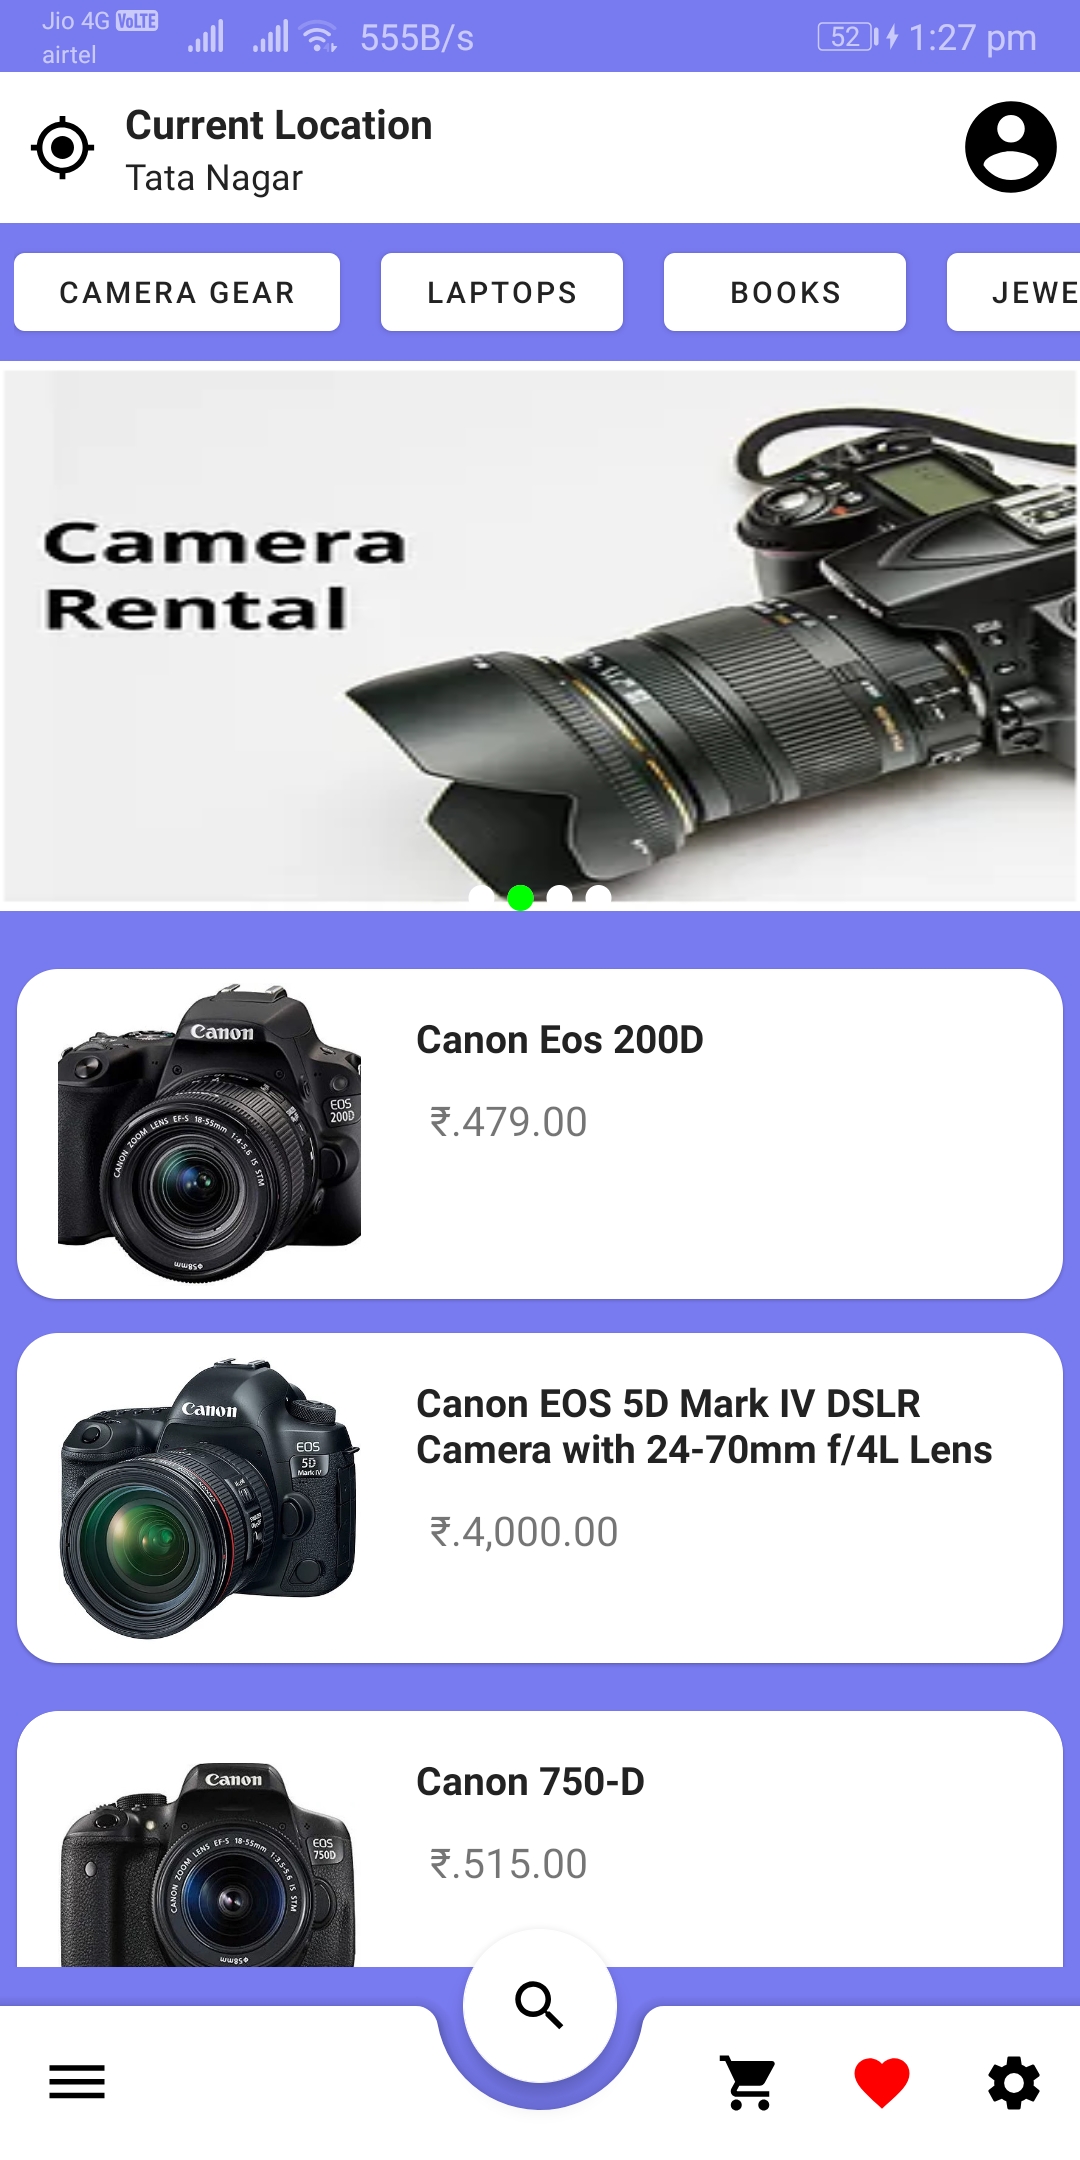 Jio 4G VoLTE
airtel
555B/s
52
1:27 pm
Current Location
Tata Nagar
CAMERA GEAR
LAPTOPS
BOOKS
JEWE
Camera
Rental
Canon
EOS
200D
CANON ZOOM LENS EF-S 18-55mm 1:4-5.6 IS STM
φ58mm
Canon Eos 200D
₹.479.00
Canon
EOS
5D
Mark IV
Canon EOS 5D Mark IV DSLR
Camera with 24-70mm f/4L Lens
₹.4,000.00
Canon
EOS
750D
CANON ZOOM LENS EF-S 18-55mm 1:3.5-5.6 IS STM
φ58mm
Canon 750-D
₹.515.00